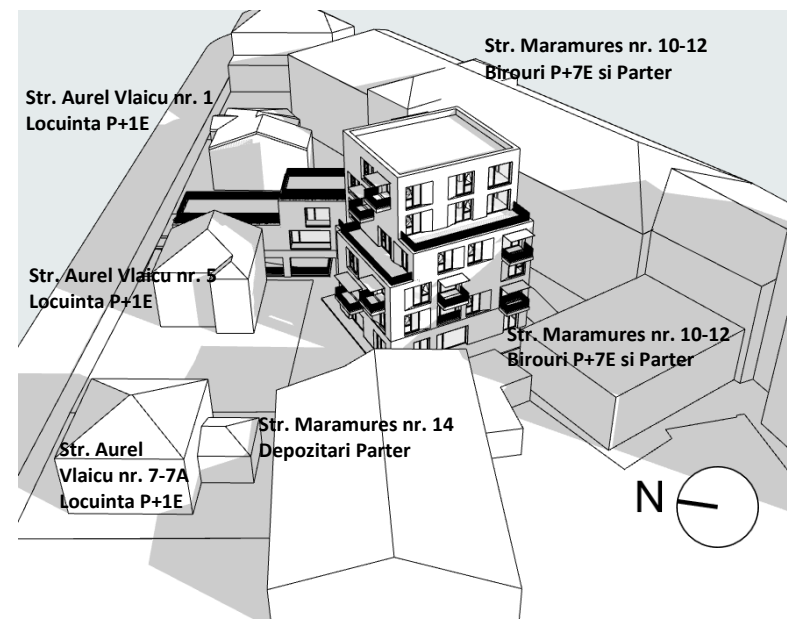 Str. Maramures nr. 10-12
Birouri P+7E si Parter
Str. Aurel Vlaicu nr. 1
Locuinta P+1E
Str. Aurel Vlaicu nr. 5
Locuinta P+1E
Str. Maramures nr. 10-12
Birouri P+7E si Parter
Str. Maramures nr. 14
Depozitari Parter
Str. Aurel
Vlaicu nr. 7-7A
Locuinta P+1E
N